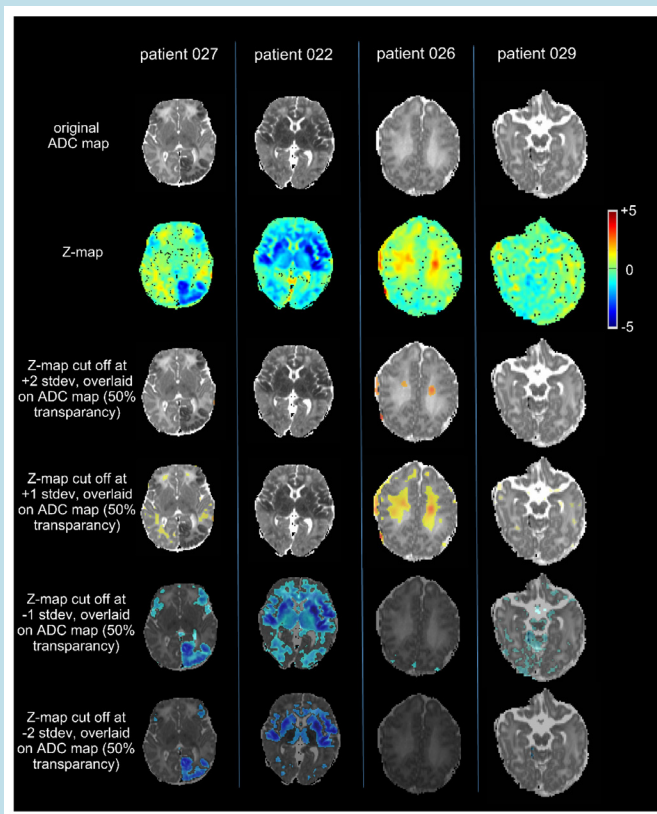 patient 027
patient 022
patient 026
patient 029
original
ADC map
Z-map
+5
0
-5
Z-map cut off at
+2 stdev, overlaid
on ADC map (50%
transparancy)
Z-map cut off at
+1 stdev, overlaid
on ADC map (50%
transparancy)
Z-map cut off at
-1 stdev, overlaid
on ADC map (50%
transparancy)
Z-map cut off at
-2 stdev, overlaid
on ADC map (50%
transparancy)